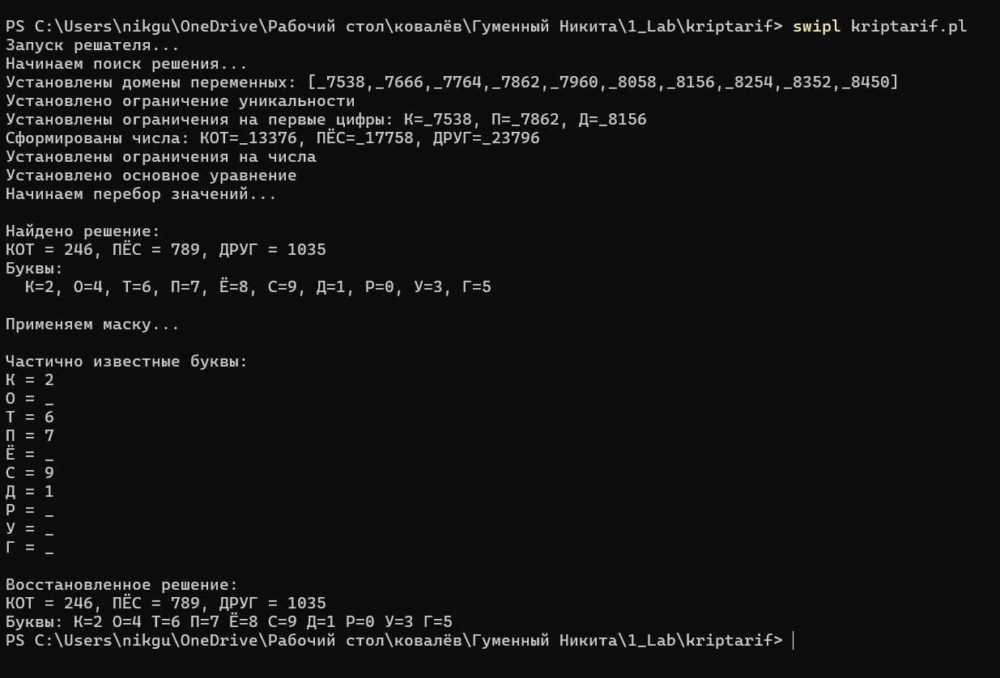 PS C:\Users\nikgu\OneDrive\Рабочий стол\ковалёв\Гуменный Никита\1_Lab\kriptarif> swipl kriptarif.pl
Запуск решателя...
Начинаем поиск решения...
Установлены домены переменных: [_7538,_7666,_7764,_7862,_7960,_8058,_8156,_8254,_8352,_8450]
Установлено ограничение уникальности
Установлены ограничения на первые цифры: К=_7538, П=_7862, Д=_8156
Сформированы числа: КОТ=_13376, ПЁС=_17758, ДРУГ=_23796
Установлены ограничения на числа
Установлено основное уравнение
Начинаем перебор значений...

Найдено решение:
КОТ = 246, ПЁС = 789, ДРУГ = 1035
Буквы:
  К=2, О=4, Т=6, П=7, Ё=8, С=9, Д=1, Р=0, У=3, Г=5

Применяем маску...

Частично известные буквы:
К = 2
О = _
Т = 6
П = 7
Ё = _
С = 9
Д = 1
Р = _
У = _
Г = _

Восстановленное решение:
КОТ = 246, ПЁС = 789, ДРУГ = 1035
Буквы: К=2 О=4 Т=6 П=7 Ё=8 С=9 Д=1 Р=0 У=3 Г=5
PS C:\Users\nikgu\OneDrive\Рабочий стол\ковалёв\Гуменный Никита\1_Lab\kriptarif>